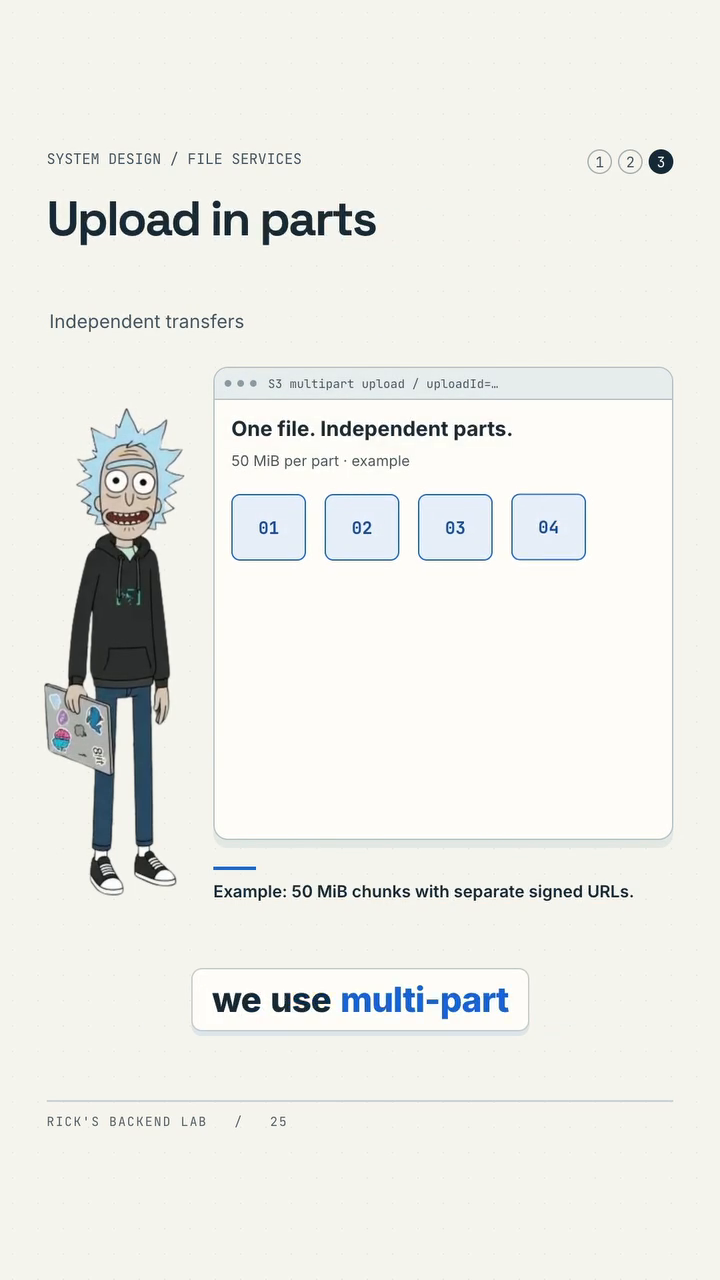 SYSTEM DESIGN / FILE SERVICES
1 2 3
Upload in parts
Independent transfers
S3 multipart upload / uploadId=…
One file. Independent parts.
50 MiB per part · example
01 02 03 04
Example: 50 MiB chunks with separate signed URLs.
we use multi-part
RICK'S BACKEND LAB / 25